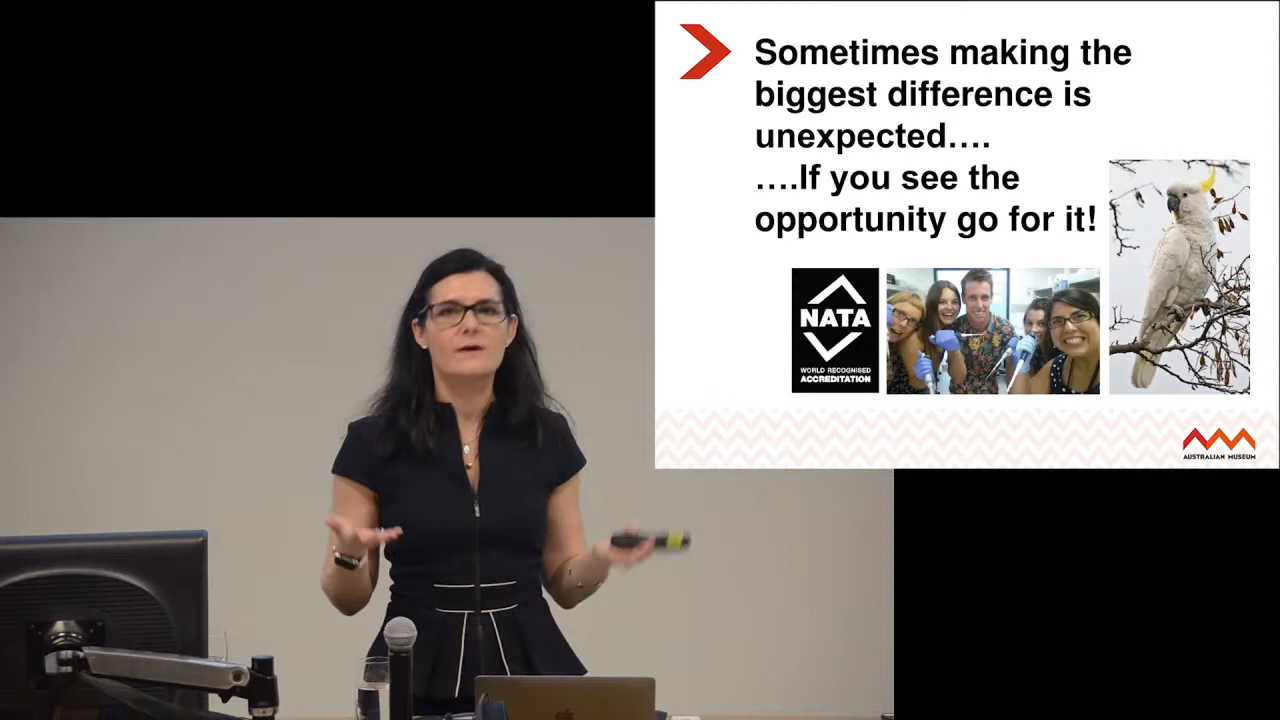 Sometimes making the
biggest difference is
unexpected....
....If you see the
opportunity go for it!
NATA
WORLD RECOGNISED
ACCREDITATION
AUSTRALIAN MUSEUM